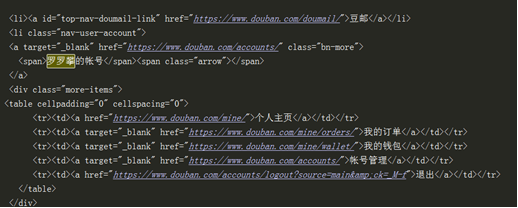 <li><a id="top-nav-doumail-link" href="https://www.douban.com/doumail/">豆邮</a></li>
<li class="nav-user-account">
<a target="_blank" href="https://www.douban.com/accounts/" class="bn-more">
<span>罗罗攀的帐号</span><span class="arrow"></span>
</a>
<div class="more-items">
<table cellpadding="0" cellspacing="0">
<tr><td><a href="https://www.douban.com/mine/">个人主页</a></td></tr>
<tr><td><a target="_blank" href="https://www.douban.com/mine/orders/">我的订单</a></td></tr>
<tr><td><a target="_blank" href="https://www.douban.com/mine/wallet/">我的钱包</a></td></tr>
<tr><td><a target="_blank" href="https://www.douban.com/accounts/">帐号管理</a></td></tr>
<tr><td><a href="https://www.douban.com/accounts/logout?source=main&amp;ck=_M-f">退出</a></td></tr>
</table>
</div>